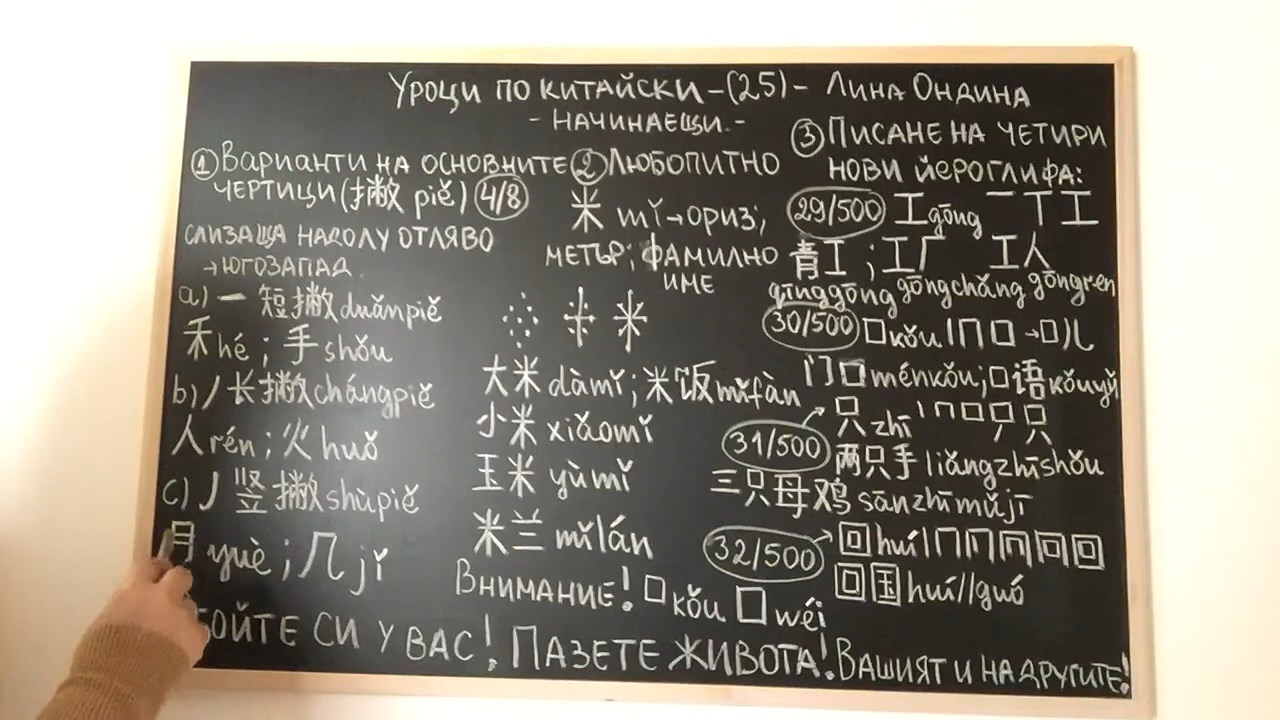 Уроци по китайски -(25)- Лина Ондина
- начинаещи -
① Варианти на основните
чертици (撇 piě) 4/8
слизаща надолу отляво
→ югозапад.
a) 一 短撇 duǎnpiě
禾 hé ; 手 shǒu
b) 丿 长撇 chángpiě
人 rén ; 火 huǒ
c) 丿 竖撇 shùpiě
月 yuè ; 几 jǐ
② Любопитно
米 mǐ → ориз;
метър; фамилно
име
大米 dàmǐ ; 米饭 mǐfàn
小米 xiǎomǐ
玉米 yùmǐ
米兰 mǐlán
Внимание! 口 kǒu 囗 wéi
③ Писане на четири
нови йероглифа:
29/500 工 gōng 一 丅 工
青工 ; 工厂 工人
qīnggōng gōngchǎng gōngren
30/500 口 kǒu 丨 冂 口 → 口儿
门口 ménkǒu; 口语 kǒuyǔ
31/500 → 只 zhī 丨 冂 口 只
两只手 liǎngzhīshǒu
三只母鸡 sānzhīmǔjī
32/500 → 回 huí 丨 冂 冂 回 回
回国 huí//guó
ойте си у вас! Пазете живота! Вашият и на другите!